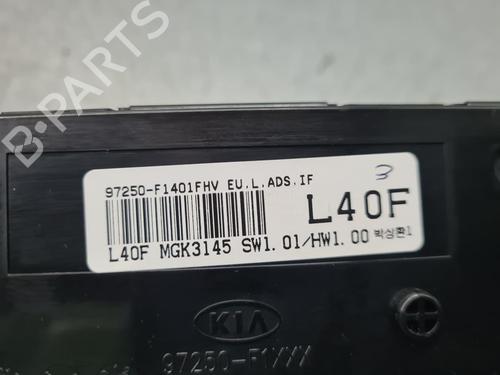 B-PARTS
3
97250-F1401FHV EU.L.ADS.IF
L40F
L40F MGK3145 SW1.01/HW1.00 박상환1
KIA
97250-F1XXX